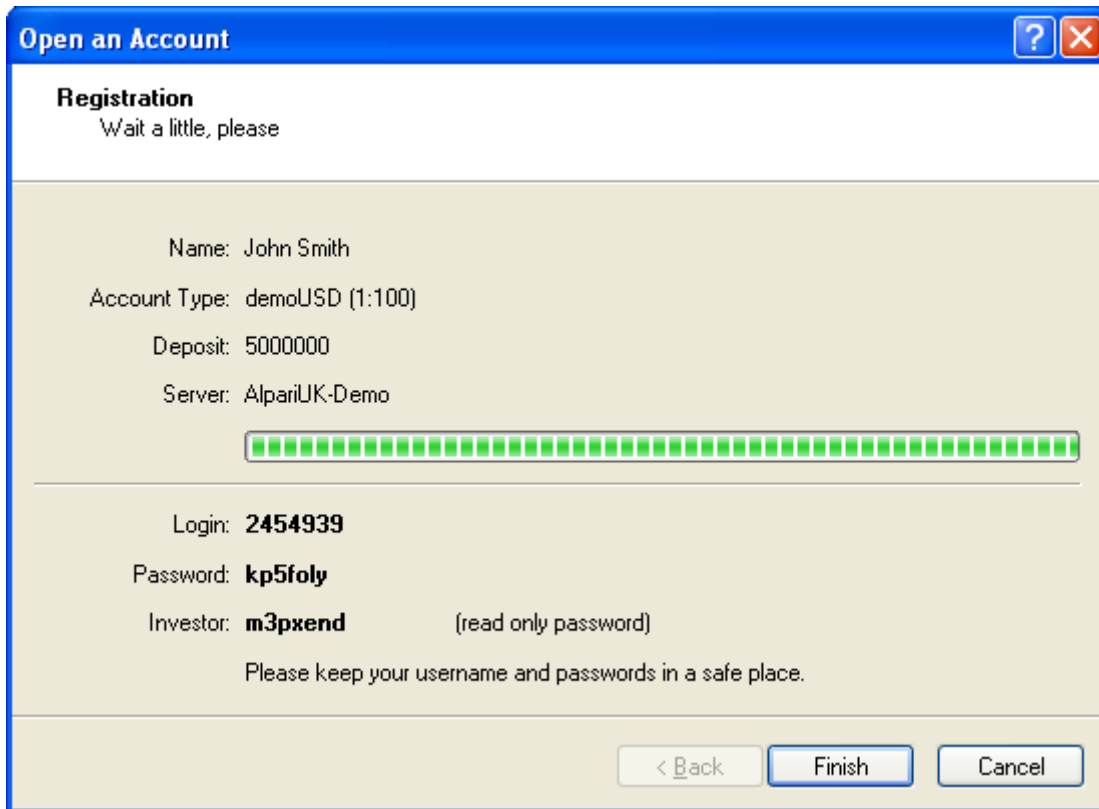 Open an Account
Registration
Wait a little, please
Name: John Smith
Account Type: demoUSD (1:100)
Deposit: 5000000
Server: AlpariUK-Demo
Login: 2454939
Password: kp5foly
Investor: m3pxend (read only password)
Please keep your username and passwords in a safe place.
< Back Finish Cancel